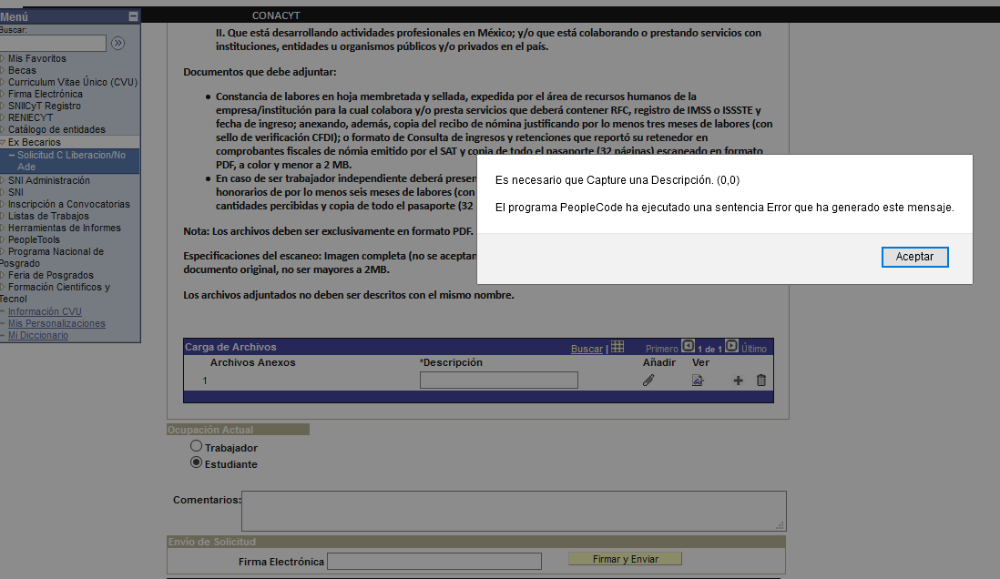 CONACYT
Menú
Buscar:
Mis Favoritos
Becas
Curriculum Vitae Único (CVU)
Firma Electrónica
SNIICyT Registro
RENIECYT
Catálogo de entidades
Ex Becarios
Solicitud C Liberacion/No
Ade
SNI Administración
SNI
Inscripción a Convocatorias
Listas de Trabajos
Herramientas de Informes
PeopleTools
Programa Nacional de
Posgrado
Feria de Posgrados
Formación Cientificos y
Tecnol
Información CVU
Mis Personalizaciones
Mi Diccionario
II. Que está desarrollando actividades profesionales en México; y/o que está colaborando o prestando servicios con
instituciones, entidades u organismos públicos y/o privados en el país.
Documentos que debe adjuntar:
• Constancia de labores en hoja membretada y sellada, expedida por el área de recursos humanos de la
empresa/institución para la cual colabora y/o presta servicios que deberá contener RFC, registro de IMSS o ISSSTE y
fecha de ingreso; anexando, además, copia del recibo de nómina justificando por lo menos tres meses de labores (con
sello de verificación CFDI); o formato de Consulta de ingresos y retenciones que reportó su retenedor en
comprobantes fiscales de nómia emitido por el SAT y copia de todo el pasaporte (32 páginas) escaneado en formato
PDF, a color y menor a 2 MB.
• En caso de ser trabajador independiente deberá presen
honorarios de por lo menos seis meses de labores (con
cantidades percibidas y copia de todo el pasaporte (32
Nota: Los archivos deben ser exclusivamente en formato PDF.
Especificaciones del escaneo: Imagen completa (no se aceptan
documento original, no ser mayores a 2MB.
Los archivos adjuntados no deben ser descritos con el mismo nombre.
Es necesario que Capture una Descripción. (0,0)
El programa PeopleCode ha ejecutado una sentencia Error que ha generado este mensaje.
Aceptar
Carga de Archivos Buscar | Primero 1 de 1 Último
Archivos Anexos *Descripción Añadir Ver
1
Ocupación Actual
Trabajador
Estudiante
Comentarios:
Envío de Solicitud
Firma Electrónica Firmar y Enviar